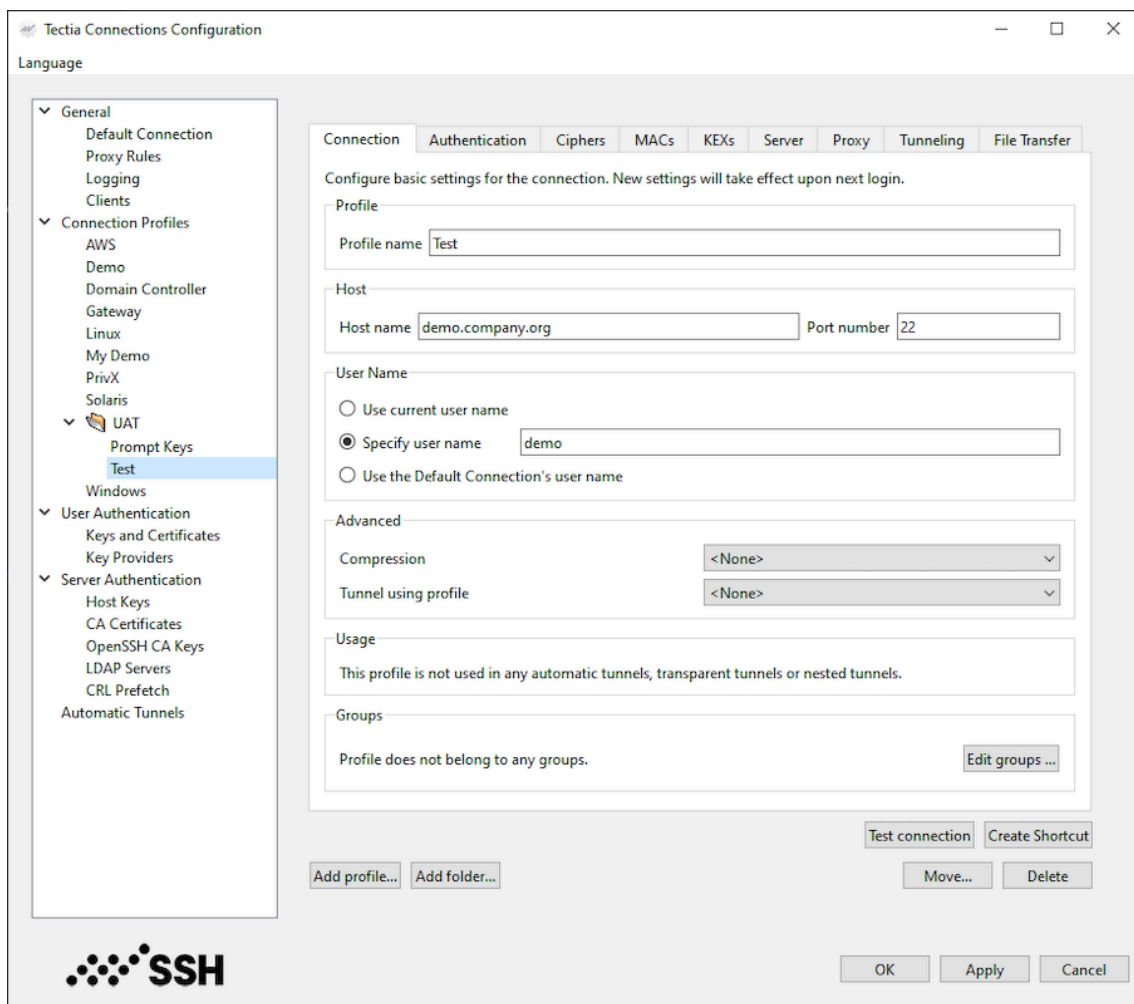 Tectia Connections Configuration
Language
General
Default Connection
Proxy Rules
Logging
Clients
Connection Profiles
AWS
Demo
Domain Controller
Gateway
Linux
My Demo
PrivX
Solaris
UAT
Prompt Keys
Test
Windows
User Authentication
Keys and Certificates
Key Providers
Server Authentication
Host Keys
CA Certificates
OpenSSH CA Keys
LDAP Servers
CRL Prefetch
Automatic Tunnels
Connection Authentication Ciphers MACs KEXs Server Proxy Tunneling File Transfer
Configure basic settings for the connection. New settings will take effect upon next login.
Profile
Profile name Test
Host
Host name demo.company.org Port number 22
User Name
Use current user name
Specify user name demo
Use the Default Connection's user name
Advanced
Compression <None>
Tunnel using profile <None>
Usage
This profile is not used in any automatic tunnels, transparent tunnels or nested tunnels.
Groups
Profile does not belong to any groups. Edit groups ...
Test connection Create Shortcut
Add profile... Add folder... Move... Delete
SSH
OK Apply Cancel